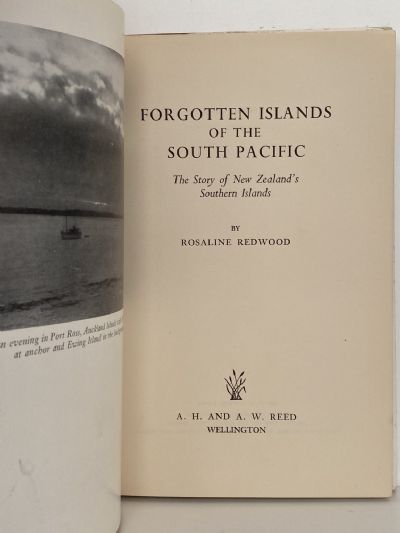 evening in Port Ross, Auckland Islands
at anchor and Ewing Island in the
FORGOTTEN ISLANDS
OF THE
SOUTH PACIFIC
The Story of New Zealand's
Southern Islands
BY
ROSALINE REDWOOD
A. H. AND A. W. REED
WELLINGTON